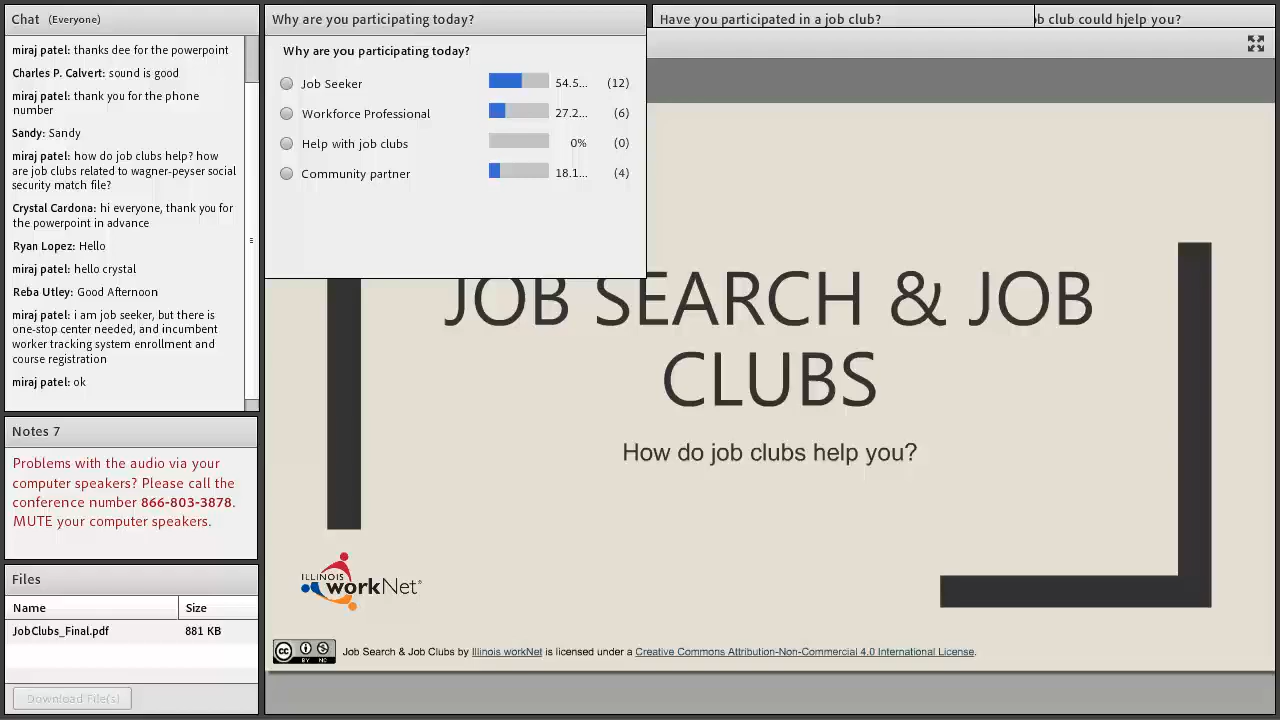 Chat (Everyone)
miraj patel: thanks dee for the powerpoint
Charles P. Calvert: sound is good
miraj patel: thank you for the phone
number
Sandy: Sandy
miraj patel: how do job clubs help? how
are job clubs related to wagner-peyser social
security match file?
Crystal Cardona: hi everyone, thank you for
the powerpoint in advance
Ryan Lopez: Hello
miraj patel: hello crystal
Reba Utley: Good Afternoon
miraj patel: i am job seeker, but there is
one-stop center needed, and incumbent
worker tracking system enrollment and
course registration
miraj patel: ok
Notes 7
Problems with the audio via your
computer speakers? Please call the
conference number 866-803-3878.
MUTE your computer speakers.
Files
Name Size
JobClubs_Final.pdf 881 KB
Download File(s)
Why are you participating today?
Why are you participating today?
Job Seeker 54.5... (12)
Workforce Professional 27.2... (6)
Help with job clubs 0% (0)
Community partner 18.1... (4)
Have you participated in a job club?
b club could hjelp you?
JOB SEARCH & JOB
CLUBS
How do job clubs help you?
ILLINOIS
workNet®
cc BY NC
Job Search & Job Clubs by Illinois workNet is licensed under a Creative Commons Attribution-Non-Commercial 4.0 International License.